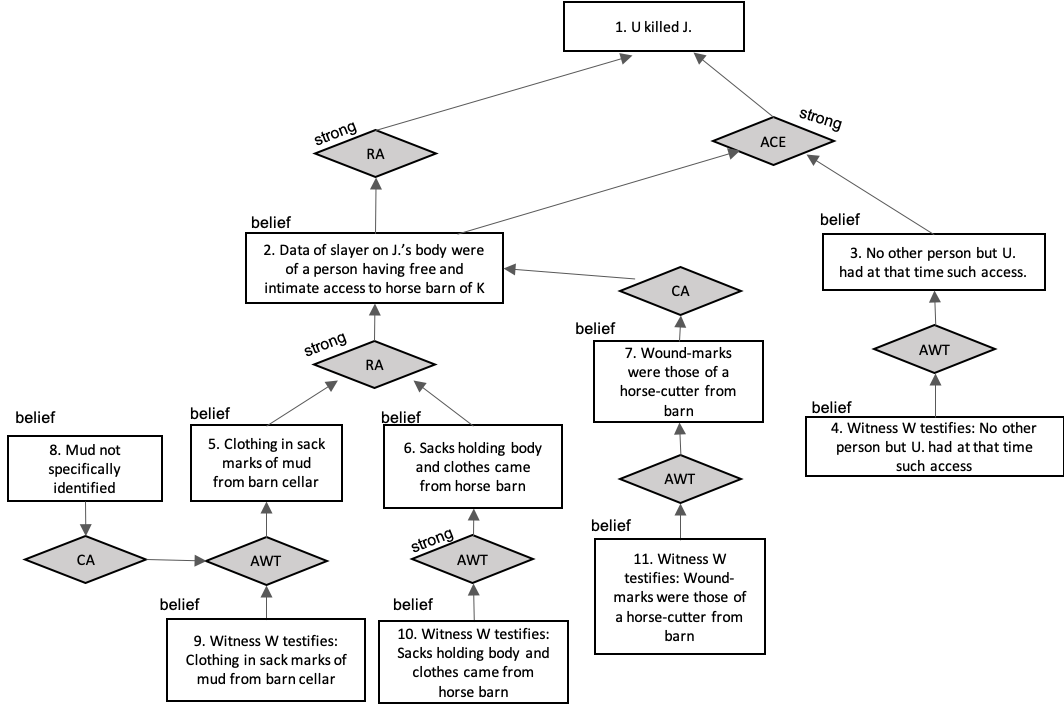 1. U killed J.
strong
RA
strong
ACE
belief
2. Data of slayer on J.'s body were
of a person having free and
intimate access to horse barn of K
belief
3. No other person but U.
had at that time such access.
CA
strong
RA
belief
7. Wound-marks
were those of a
horse-cutter from
barn
AWT
belief
4. Witness W testifies: No other
person but U. had at that time
such access
belief
8. Mud not
specifically
identified
belief
5. Clothing in sack
marks of mud
from barn cellar
belief
6. Sacks holding body
and clothes came
from horse barn
AWT
CA
AWT
strong
AWT
belief
11. Witness W
testifies: Wound-
marks were those of
a horse-cutter from
barn
belief
9. Witness W testifies:
Clothing in sack marks of
mud from barn cellar
belief
10. Witness W testifies:
Sacks holding body and
clothes came from
horse barn